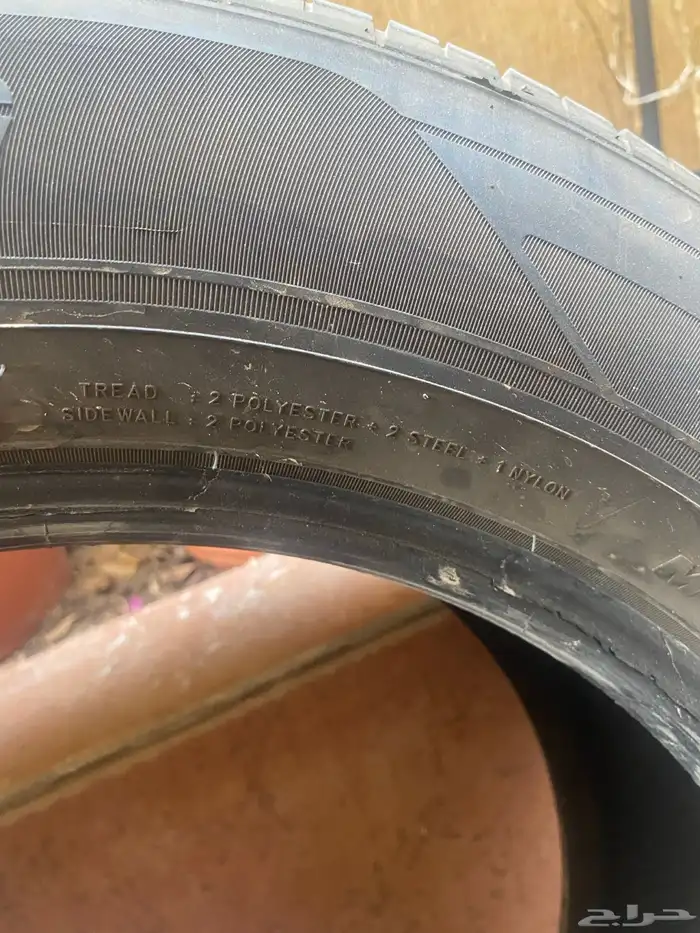 TREAD : 2 POLYESTER + 2 STEEL + 1 NYLON
SIDEWALL : 2 POLYESTER
حراج